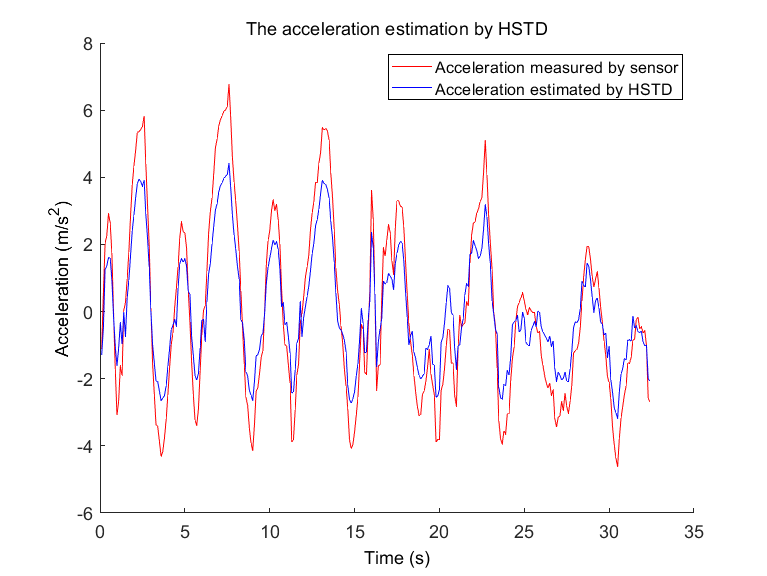 The acceleration estimation by HSTD
8
Acceleration measured by sensor
Acceleration estimated by HSTD
6
4
2
0
-2
-4
-6
Acceleration (m/s²)
0 5 10 15 20 25 30 35
Time (s)